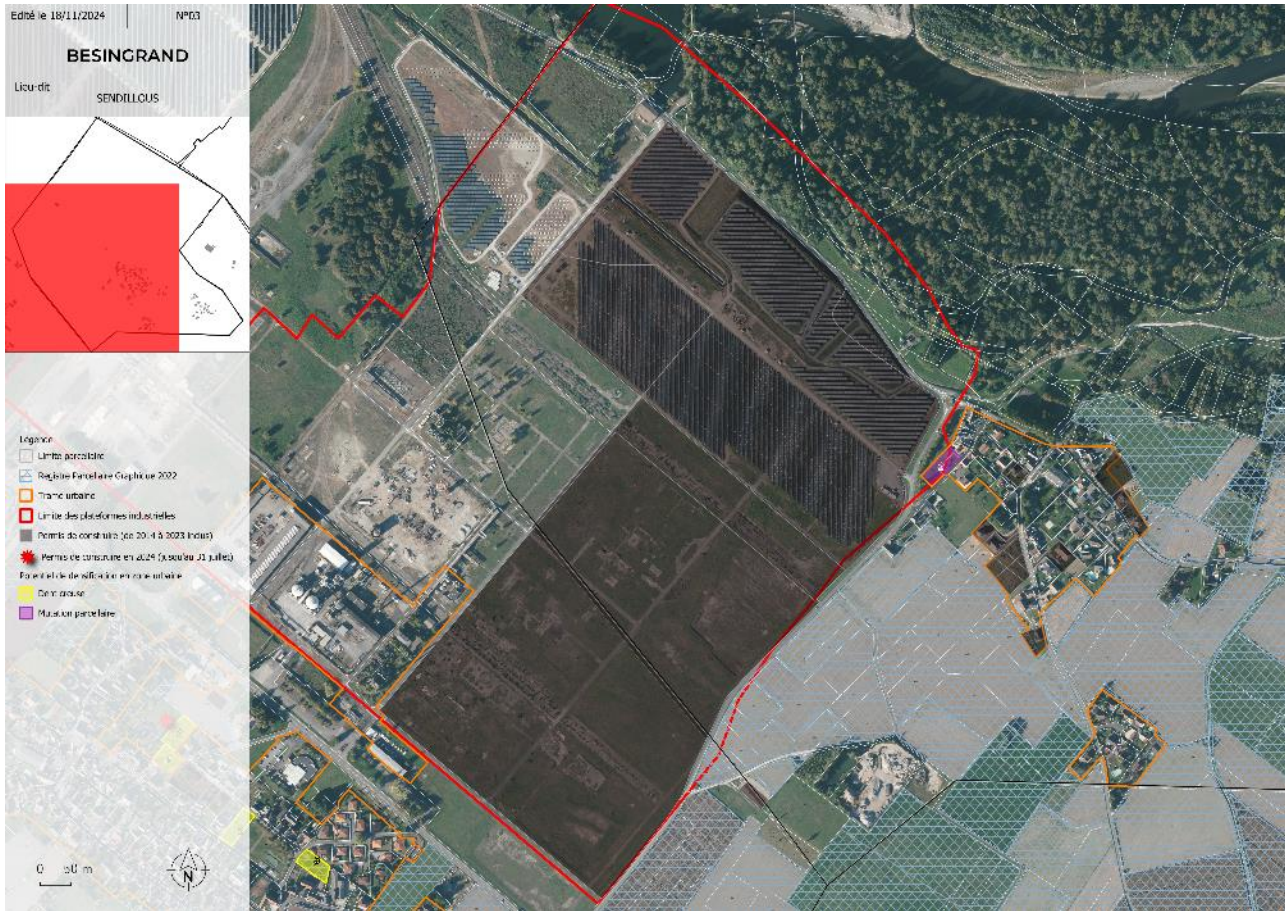 Edité le 18/11/2024
N°03
BESINGRAND
Lieu-dit
SENDILLOUS
Légende
Limite parcellaire
Registre Parcellaire Graphique 2022
Trame urbaine
Limite des plateformes industrielles
Permis de construire (de 2014 à 2023 inclus)
Permis de construire en 2024 (jusqu'au 31 juillet)
Potentiel de densification en zone urbaine
Dent creuse
Mutation parcellaire
0 50 m
N